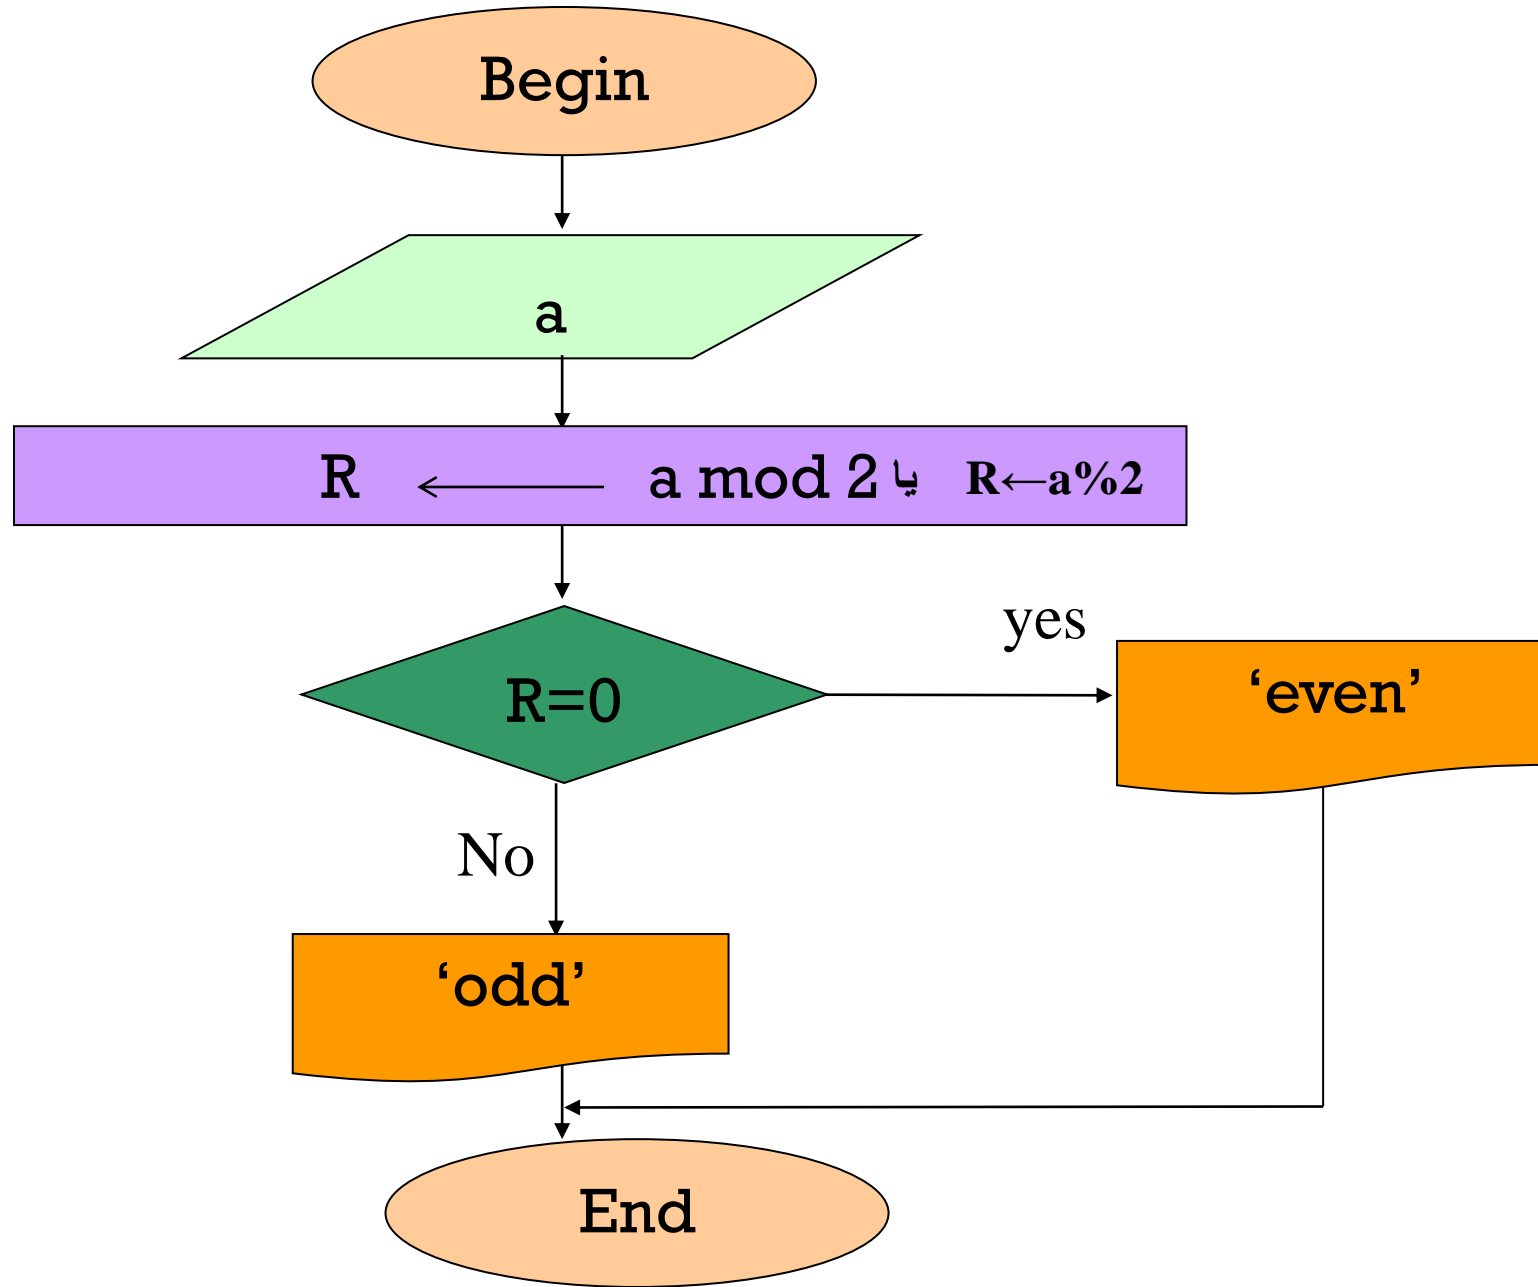 Begin
a
R ← a mod 2 یا R←a%2
R=0
yes
‘even’
No
‘odd’
End